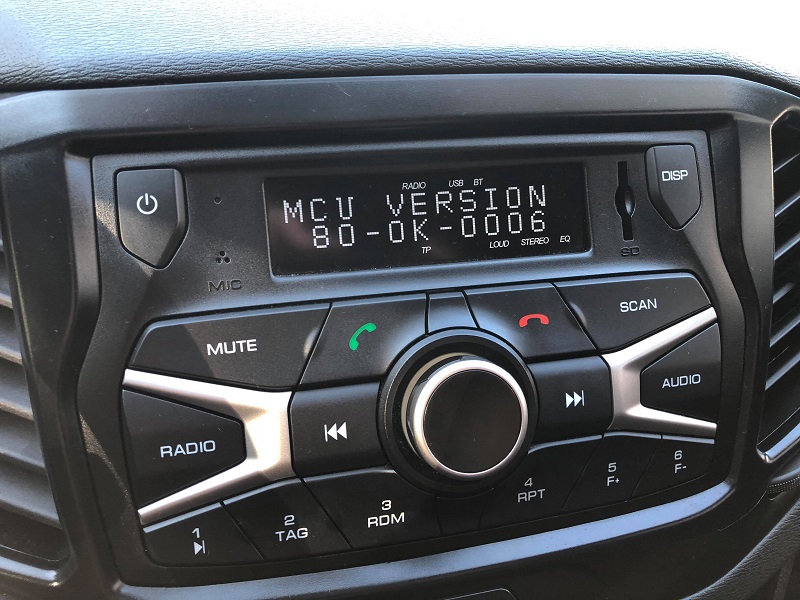 RADIO USB BT
MCU VERSION
80-OK-0006
TP LOUD STEREO EQ
DISP
MIC
SD
MUTE
SCAN
RADIO
AUDIO
1
2
TAG
3
RDM
4
RPT
5
F+
6
F-